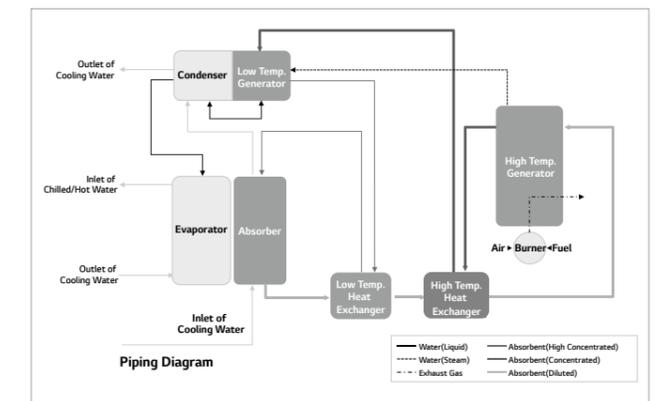 Outlet of
Cooling Water
Condenser
Low Temp.
Generator
High Temp.
Generator
Inlet of
Chilled/Hot Water
Evaporator
Absorber
Air
Burner
Fuel
Outlet of
Cooling Water
Low Temp.
Heat
Exchanger
High Temp.
Heat
Exchanger
Inlet of
Cooling Water
Piping Diagram
Water(Liquid)
Absorbent(High Concentrated)
Water(Steam)
Absorbent(Concentrated)
Exhaust Gas
Absorbent(Diluted)